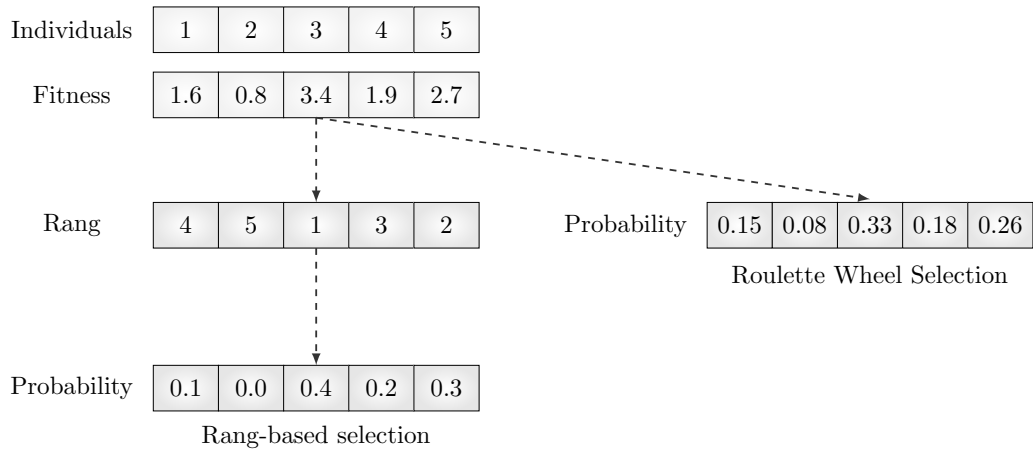 Individuals 1 2 3 4 5
Fitness 1.6 0.8 3.4 1.9 2.7
Rang 4 5 1 3 2
Probability 0.15 0.08 0.33 0.18 0.26
Roulette Wheel Selection
Probability 0.1 0.0 0.4 0.2 0.3
Rang-based selection